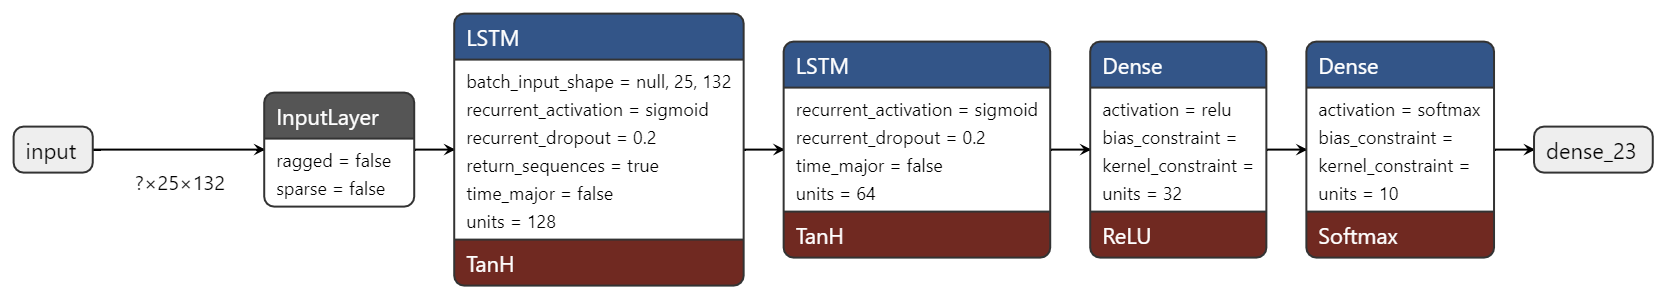 input
?×25×132
InputLayer
ragged = false
sparse = false
LSTM
batch_input_shape = null, 25, 132
recurrent_activation = sigmoid
recurrent_dropout = 0.2
return_sequences = true
time_major = false
units = 128
TanH
LSTM
recurrent_activation = sigmoid
recurrent_dropout = 0.2
time_major = false
units = 64
TanH
Dense
activation = relu
bias_constraint =
kernel_constraint =
units = 32
ReLU
Dense
activation = softmax
bias_constraint =
kernel_constraint =
units = 10
Softmax
dense_23